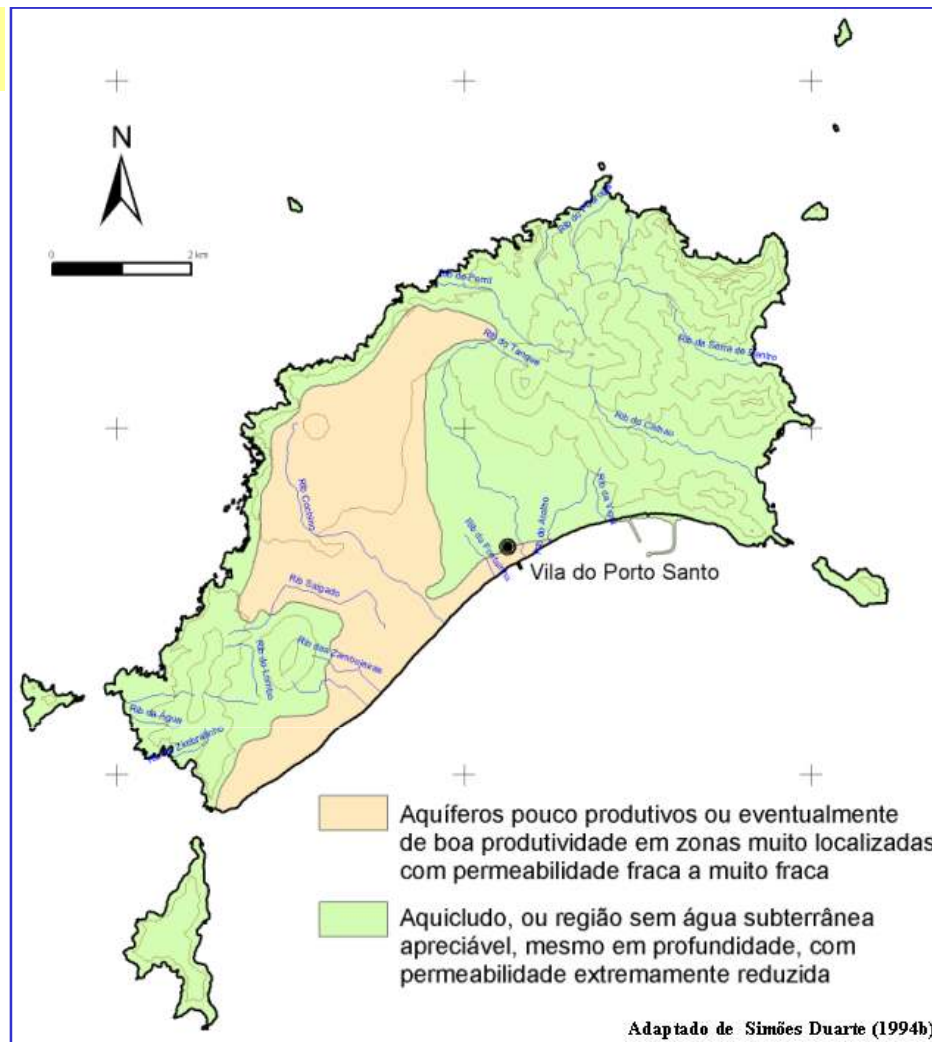 N
0
2 km
Rib do Tanque
Rib da Serra de Dentro
Rib do Calhau
Rib Cochino
Rib Salgado
Rib do Lombo
Rib da Água
Vila do Porto Santo
Aquíferos pouco produtivos ou eventualmente
de boa produtividade em zonas muito localizadas
com permeabilidade fraca a muito fraca
Aquicludo, ou região sem água subterrânea
apreciável, mesmo em profundidade, com
permeabilidade extremamente reduzida
Adaptado de Simões Duarte (1994b)